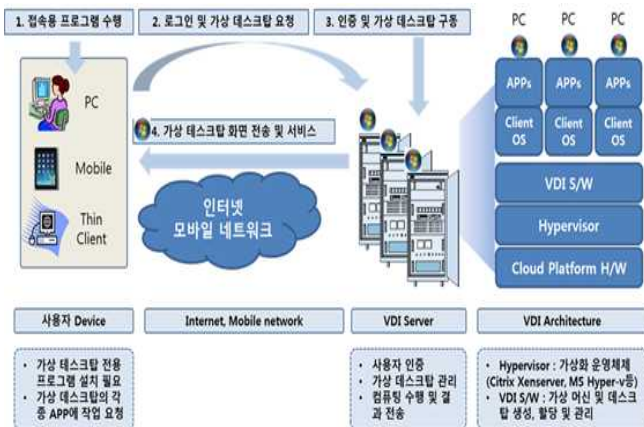 1. 접속용 프로그램 수행
2. 로그인 및 가상 데스크탑 요청
3. 인증 및 가상 데스크탑 구동
PC
PC
PC
APPs
APPs
APPs
Client
OS
Client
OS
Client
OS
VDI S/W
Hypervisor
Cloud Platform H/W
PC
Mobile
Thin
Client
4. 가상 데스크탑 화면 전송 및 서비스
인터넷
모바일 네트워크
사용자 Device
Internet, Mobile network
VDI Server
VDI Architecture
• 가상 데스크탑 전용
프로그램 설치 필요
• 가상 데스크탑의 각
종 APP에 작업 요청
• 사용자 인증
• 가상 데스크탑 관리
• 컴퓨팅 수행 및 결
과 전송
• Hypervisor : 가상화 운영체제
(Citrix Xenserver, MS Hyper-v등)
• VDI S/W : 가상 머신 및 데스크
탑 생성, 할당 및 관리